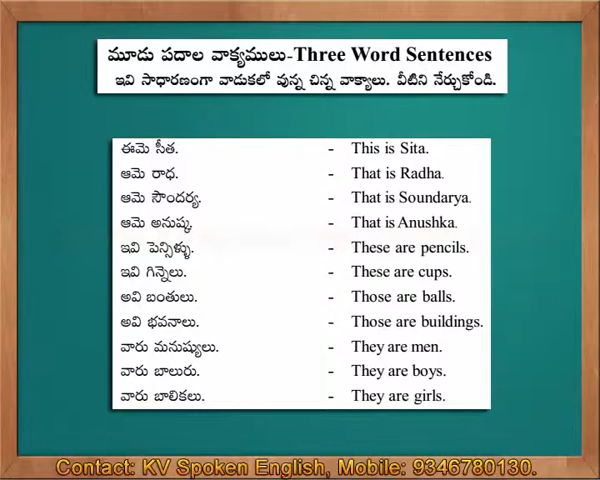 మూడు పదాల వాక్యములు-Three Word Sentences
ఇవి సాధారణంగా వాడుకలో వున్న చిన్న వాక్యాలు. వీటిని నేర్చుకోండి.
ఈమె సీత. - This is Sita.
ఆమె రాధ. - That is Radha.
ఆమె సౌందర్య. - That is Soundarya.
ఆమె అనుష్క. - That is Anushka.
ఇవి పెన్సిళ్ళు. - These are pencils.
ఇవి గిన్నెలు. - These are cups.
అవి బంతులు. - Those are balls.
అవి భవనాలు. - Those are buildings.
వారు మనుష్యులు. - They are men.
వారు బాలురు. - They are boys.
వారు బాలికలు. - They are girls.
Contact: KV Spoken English, Mobile: 9346780130.